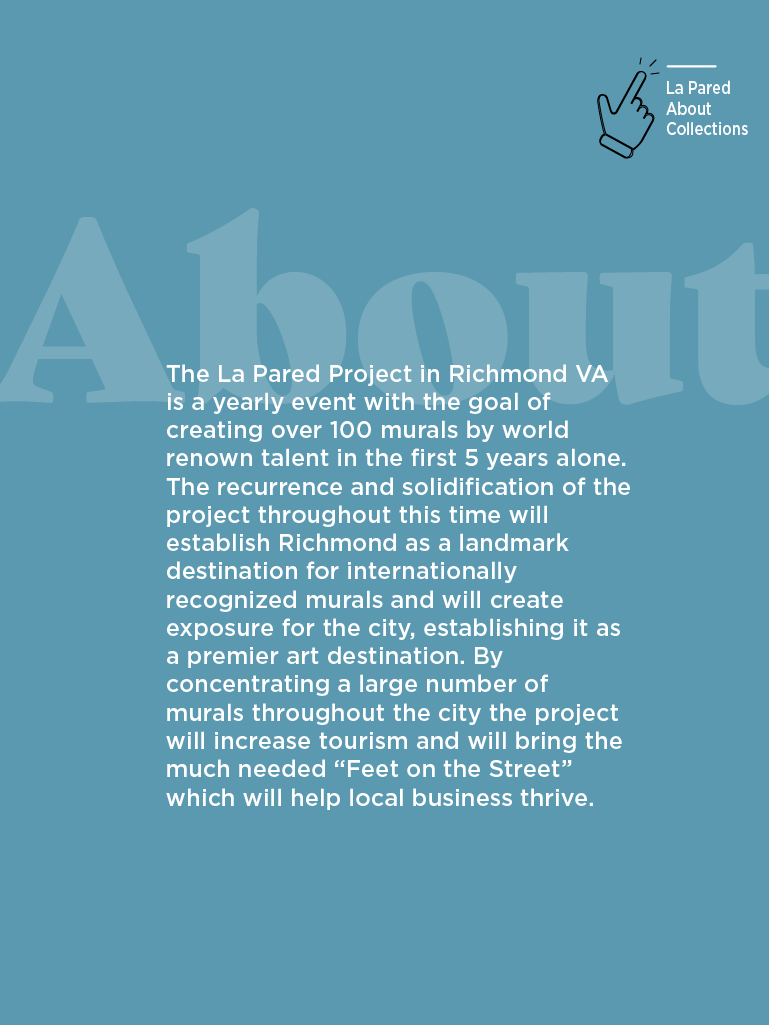 La Pared
About
Collections
About
The La Pared Project in Richmond VA
is a yearly event with the goal of
creating over 100 murals by world
renown talent in the first 5 years alone.
The recurrence and solidification of the
project throughout this time will
establish Richmond as a landmark
destination for internationally
recognized murals and will create
exposure for the city, establishing it as
a premier art destination. By
concentrating a large number of
murals throughout the city the project
will increase tourism and will bring the
much needed “Feet on the Street”
which will help local business thrive.